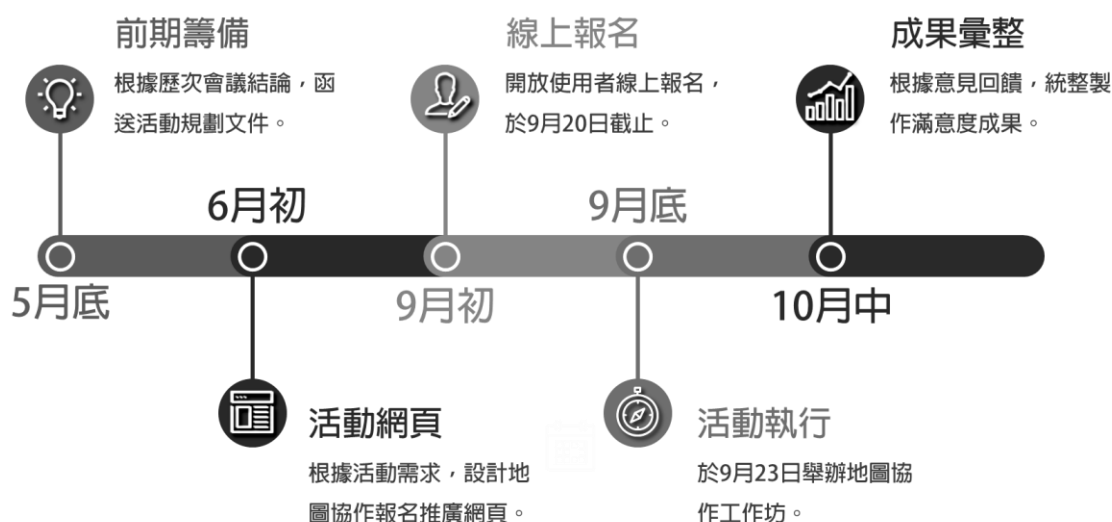 前期籌備
根據歷次會議結論，函
送活動規劃文件。
線上報名
開放使用者線上報名，
於9月20日截止。
成果彙整
根據意見回饋，統整製
作滿意度成果。
6月初
9月底
5月底
9月初
10月中
活動網頁
根據活動需求，設計地
圖協作報名推廣網頁。
活動執行
於9月23日舉辦地圖協
作工作坊。